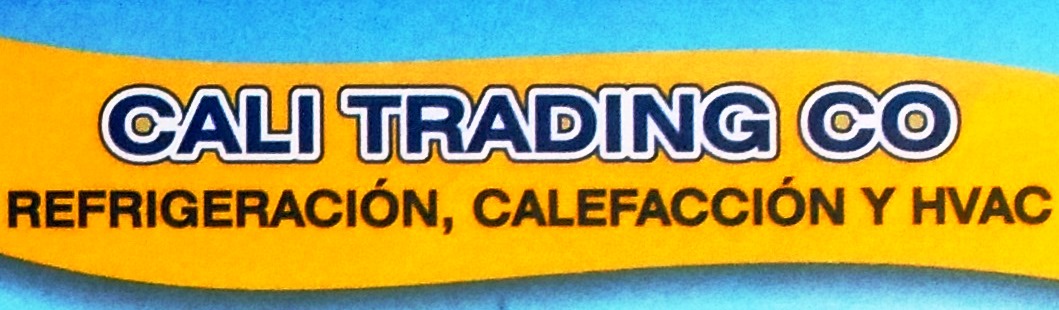 CALI TRADING CO
REFRIGERACIÓN, CALEFACCIÓN Y HVAC